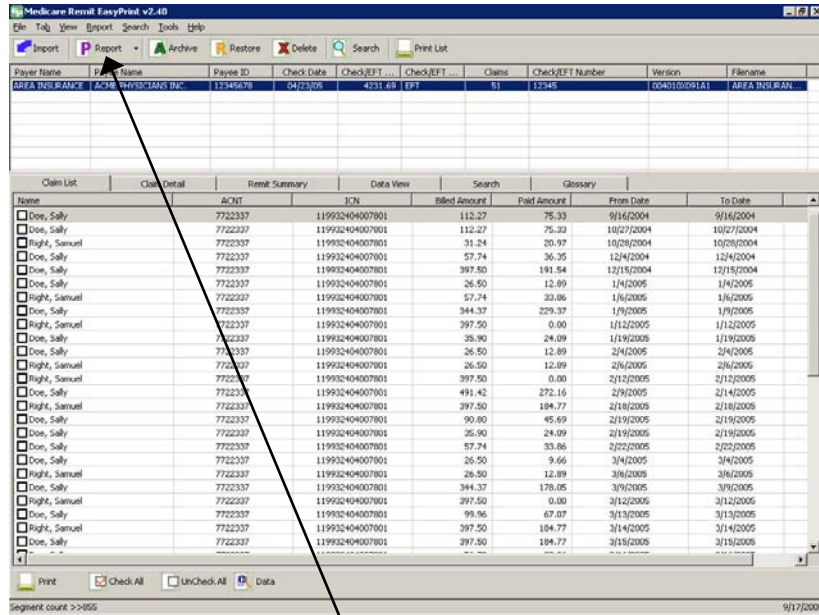 Medicare Remit EasyPrint v2.40
File Tab View Report Search Tools Help
Import Report Archive Restore Delete Search Print List
Payer Name Payee Name Payee ID Check Date Check/EFT ... Check/EFT ... Claims Check/EFT Number Version Filename
AREA INSURANCE ACME PHYSICIANS INC. 12345678 04/23/05 4231.69 EFT 51 12345 004010X091A1 AREA INSURAN...
Claim List Claim Detail Remit Summary Data View Search Glossary
Name ACNT ICN Billed Amount Paid Amount From Date To Date
Doe, Sally 7722337 119932404007801 112.27 75.33 9/16/2004 9/16/2004
Doe, Sally 7722337 119932404007801 112.27 75.33 10/27/2004 10/27/2004
Right, Samuel 7722337 119932404007801 31.24 20.97 10/28/2004 10/28/2004
Doe, Sally 7722337 119932404007801 57.74 36.35 12/4/2004 12/4/2004
Doe, Sally 7722337 119932404007801 397.50 191.54 12/15/2004 12/15/2004
Doe, Sally 7722337 119932404007801 26.50 12.89 1/4/2005 1/4/2005
Right, Samuel 7722337 119932404007801 57.74 33.86 1/6/2005 1/6/2005
Doe, Sally 7722337 119932404007801 344.37 229.37 1/9/2005 1/9/2005
Right, Samuel 7722337 119932404007801 397.50 0.00 1/12/2005 1/12/2005
Doe, Sally 7722337 119932404007801 35.90 24.09 1/19/2005 1/19/2005
Doe, Sally 7722337 119932404007801 26.50 12.89 2/4/2005 2/4/2005
Right, Samuel 7722337 119932404007801 26.50 12.89 2/6/2005 2/6/2005
Right, Samuel 7722337 119932404007801 397.50 0.00 2/12/2005 2/12/2005
Doe, Sally 7722337 119932404007801 491.42 272.16 2/9/2005 2/14/2005
Right, Samuel 7722337 119932404007801 397.50 184.77 2/18/2005 2/18/2005
Doe, Sally 7722337 119932404007801 90.80 45.69 2/19/2005 2/19/2005
Doe, Sally 7722337 119932404007801 35.90 24.09 2/19/2005 2/19/2005
Doe, Sally 7722337 119932404007801 57.74 33.86 2/22/2005 2/22/2005
Doe, Sally 7722337 119932404007801 26.50 9.66 3/4/2005 3/4/2005
Right, Samuel 7722337 119932404007801 26.50 12.89 3/6/2005 3/6/2005
Doe, Sally 7722337 119932404007801 344.37 178.05 3/9/2005 3/9/2005
Right, Samuel 7722337 119932404007801 397.50 0.00 3/12/2005 3/12/2005
Doe, Sally 7722337 119932404007801 99.96 67.07 3/13/2005 3/13/2005
Right, Samuel 7722337 119932404007801 397.50 184.77 3/14/2005 3/14/2005
Doe, Sally 7722337 119932404007801 397.50 184.77 3/15/2005 3/15/2005
Print Check All UnCheck All Data
Segment count >>855